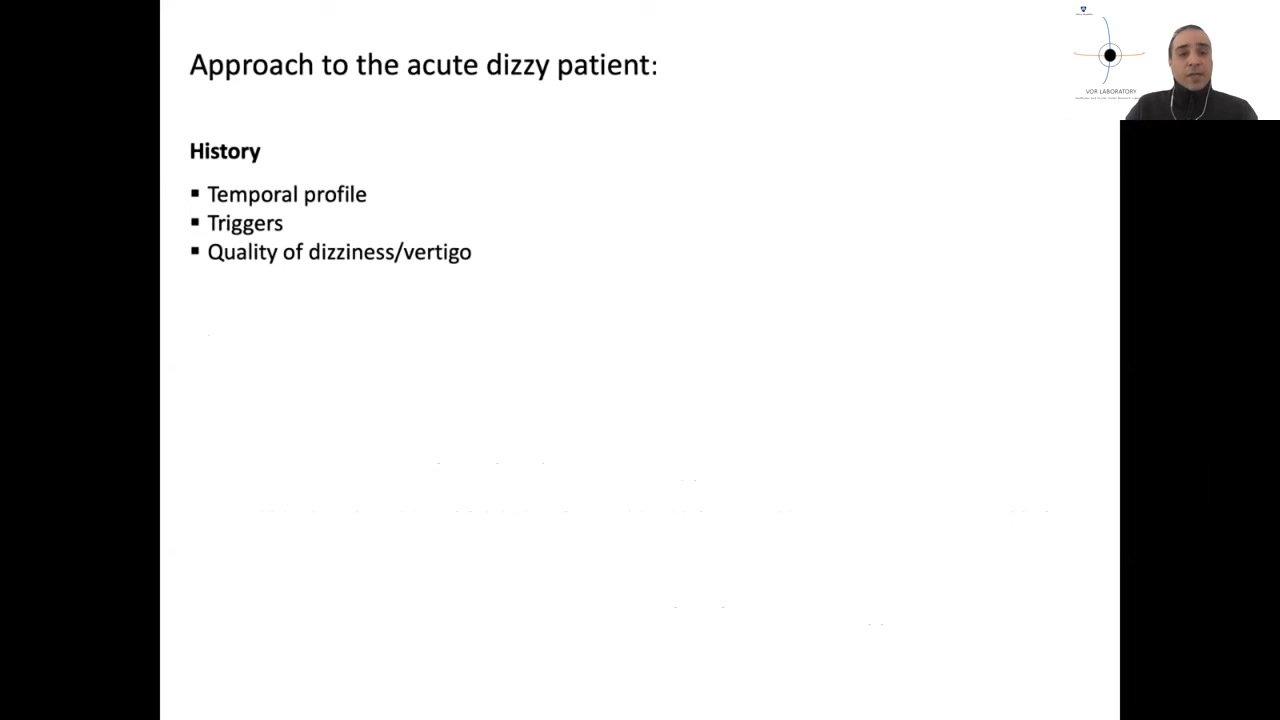 Approach to the acute dizzy patient:
History
▪ Temporal profile
▪ Triggers
▪ Quality of dizziness/vertigo
VOR LABORATORY